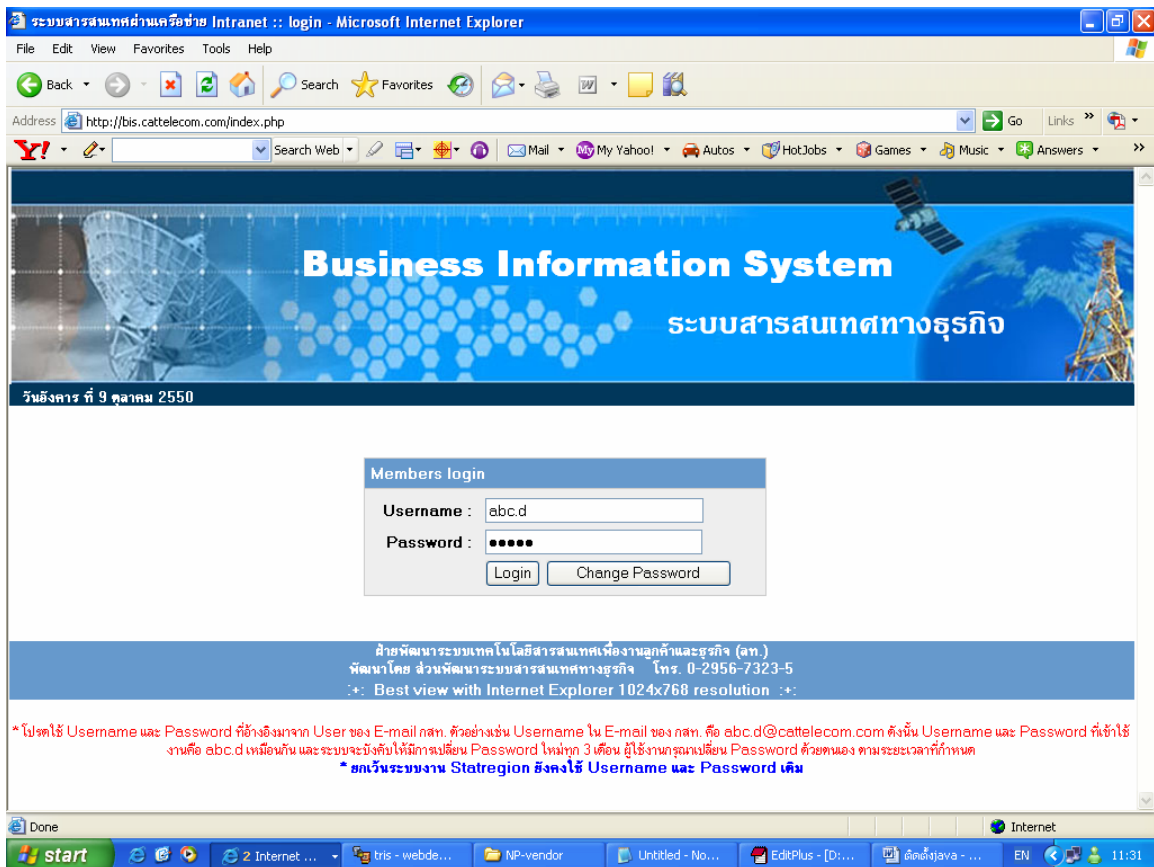 ระบบสารสนเทศผ่านเครือข่าย Intranet :: login - Microsoft Internet Explorer
File Edit View Favorites Tools Help
Back Search Favorites
Address http://bis.cattelecom.com/index.php Go Links »
Y! Search Web Mail My Yahoo! Autos HotJobs Games Music Answers »
Business Information System
ระบบสารสนเทศทางธุรกิจ
วันอังคาร ที่ 9 ตุลาคม 2550
Members login
Username : abc.d
Password : •••••
Login Change Password
ฝ่ายพัฒนาระบบเทคโนโลยีสารสนเทศเพื่องานลูกค้าและธุรกิจ (ลท.)
พัฒนาโดย ส่วนพัฒนาระบบสารสนเทศทางธุรกิจ โทร. 0-2956-7323-5
:+: Best view with Internet Explorer 1024x768 resolution :+:
* โปรดใช้ Username และ Password ที่อ้างอิงมาจาก User ของ E-mail กสท. ตัวอย่างเช่น Username ใน E-mail ของ กสท. คือ abc.d@cattelecom.com ดังนั้น Username และ Password ที่เข้าใช้
งานคือ abc.d เหมือนกัน และระบบจะบังคับให้มีการเปลี่ยน Password ใหม่ทุก 3 เดือน ผู้ใช้งานกรุณาเปลี่ยน Password ด้วยตนเอง ตามระยะเวลาที่กำหนด
* ยกเว้นระบบงาน Statregion ยังคงใช้ Username และ Password เดิม
Done Internet
start 2 Internet ... tris - webde... NP-vendor Untitled - No... EditPlus - [D:... ติดตั้งjava - ... EN 11:31